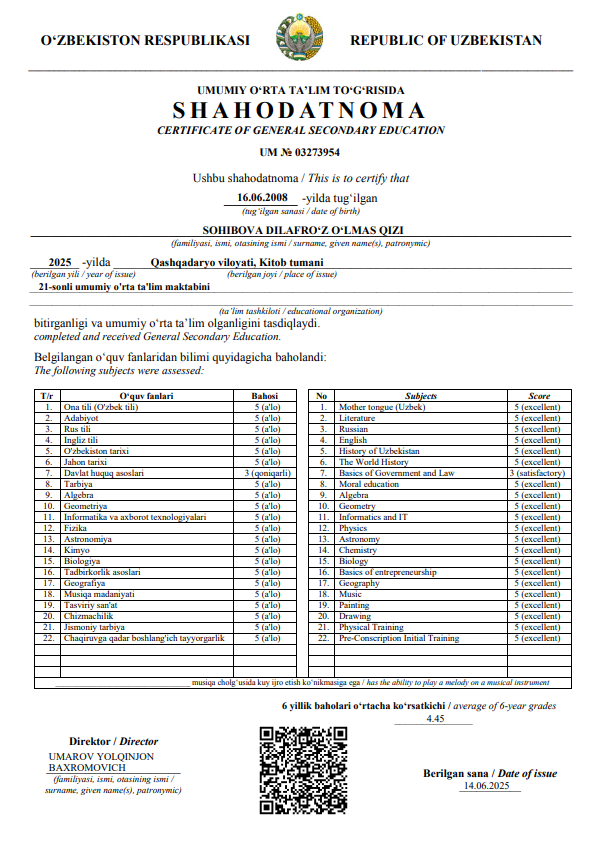 O‘ZBEKISTON RESPUBLIKASI REPUBLIC OF UZBEKISTAN
UMUMIY O‘RTA TA’LIM TO‘G‘RISIDA
SHAHODATNOMA
CERTIFICATE OF GENERAL SECONDARY EDUCATION
UM № 03273954
Ushbu shahodatnoma / This is to certify that
16.06.2008 -yilda tug‘ilgan
(tug‘ilgan sanasi / date of birth)
SOHIBOVA DILAFRO‘Z O‘LMAS QIZI
(familiyasi, ismi, otasining ismi / surname, given name(s), patronymic)
2025 -yilda Qashqadaryo viloyati, Kitob tumani
(berilgan yili / year of issue) (berilgan joyi / place of issue)
21-sonli umumiy o'rta ta'lim maktabini
(ta’lim tashkiloti / educational organization)
bitirganligi va umumiy o‘rta ta’lim olganligini tasdiqlaydi.
completed and received General Secondary Education.
Belgilangan o‘quv fanlaridan bilimi quyidagicha baholandi:
The following subjects were assessed:
T/r O‘quv fanlari Bahosi No Subjects Score
1. Ona tili (O'zbek tili) 5 (a'lo) 1. Mother tongue (Uzbek) 5 (excellent)
2. Adabiyot 5 (a'lo) 2. Literature 5 (excellent)
3. Rus tili 5 (a'lo) 3. Russian 5 (excellent)
4. Ingliz tili 5 (a'lo) 4. English 5 (excellent)
5. O'zbekiston tarixi 5 (a'lo) 5. History of Uzbekistan 5 (excellent)
6. Jahon tarixi 5 (a'lo) 6. The World History 5 (excellent)
7. Davlat huquq asoslari 3 (qoniqarli) 7. Basics of Government and Law 3 (satisfactory)
8. Tarbiya 5 (a'lo) 8. Moral education 5 (excellent)
9. Algebra 5 (a'lo) 9. Algebra 5 (excellent)
10. Geometriya 5 (a'lo) 10. Geometry 5 (excellent)
11. Informatika va axborot texnologiyalari 5 (a'lo) 11. Informatics and IT 5 (excellent)
12. Fizika 5 (a'lo) 12. Physics 5 (excellent)
13. Astronomiya 5 (a'lo) 13. Astronomy 5 (excellent)
14. Kimyo 5 (a'lo) 14. Chemistry 5 (excellent)
15. Biologiya 5 (a'lo) 15. Biology 5 (excellent)
16. Tadbirkorlik asoslari 5 (a'lo) 16. Basics of entrepreneurship 5 (excellent)
17. Geografiya 5 (a'lo) 17. Geography 5 (excellent)
18. Musiqa madaniyati 5 (a'lo) 18. Music 5 (excellent)
19. Tasviriy san'at 5 (a'lo) 19. Painting 5 (excellent)
20. Chizmachilik 5 (a'lo) 20. Drawing 5 (excellent)
21. Jismoniy tarbiya 5 (a'lo) 21. Physical Training 5 (excellent)
22. Chaqiruvga qadar boshlang'ich tayyorgarlik 5 (a'lo) 22. Pre-Conscription Initial Training 5 (excellent)
musiqa cholg‘usida kuy ijro etish ko‘nikmasiga ega / has the ability to play a melody on a musical instrument
6 yillik baholari o‘rtacha ko‘rsatkichi / average of 6-year grades
4.45
Direktor / Director
UMAROV YOLQINJON
BAXROMOVICH
(familiyasi, ismi, otasining ismi /
surname, given name(s), patronymic)
Berilgan sana / Date of issue
14.06.2025